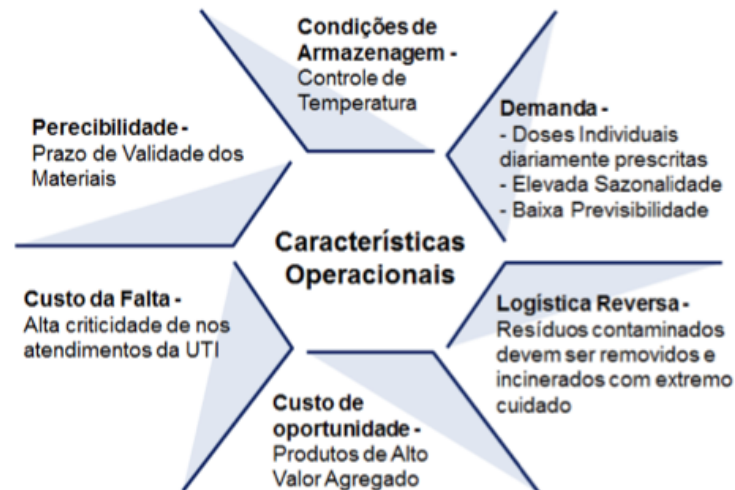 Condições de
Armazenagem -
Controle de
Temperatura
Perecibilidade -
Prazo de Validade dos
Materiais
Demanda -
- Doses Individuais
diariamente prescritas
- Elevada Sazonalidade
- Baixa Previsibilidade
Características
Operacionais
Custo da Falta -
Alta criticidade de nos
atendimentos da UTI
Logística Reversa -
Resíduos contaminados
devem ser removidos e
incinerados com extremo
cuidado
Custo de
oportunidade -
Produtos de Alto
Valor Agregado